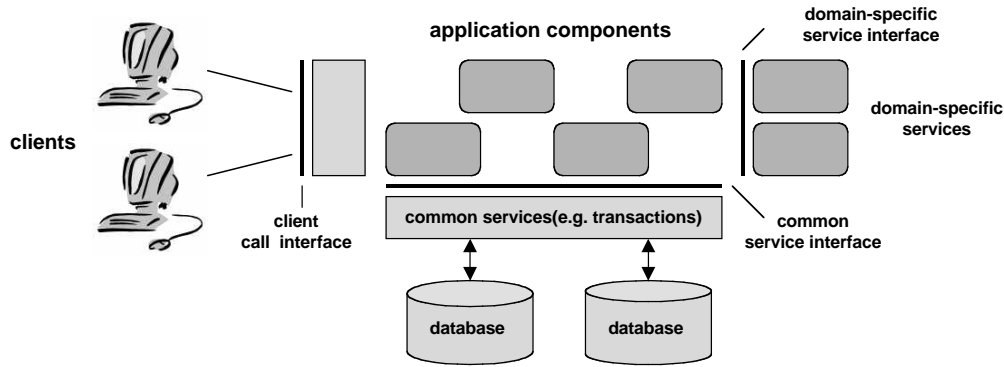 application components
domain-specific
service interface
clients
domain-specific
services
client
call interface
common services(e.g. transactions)
common
service interface
database
database